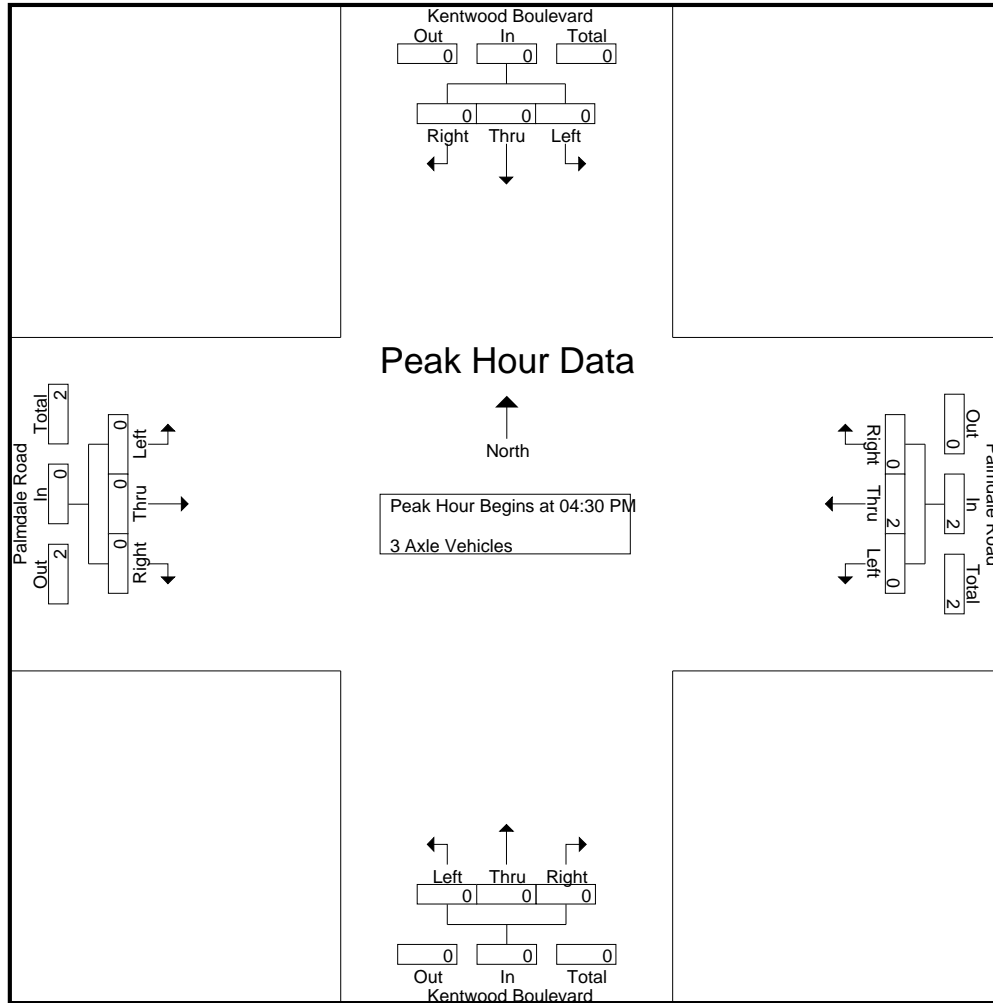 Kentwood Boulevard
Out In Total
0 0 0
0 0 0
Right Thru Left
Peak Hour Data
North
Peak Hour Begins at 04:30 PM
3 Axle Vehicles
Palmdale Road
Out In Total
2 0 2
0 0 0
Right Thru Left
Palmdale Road
Out In Total
0 2 2
0 2 0
Right Thru Left
Left Thru Right
0 0 0
0 0 0
Out In Total
Kentwood Boulevard